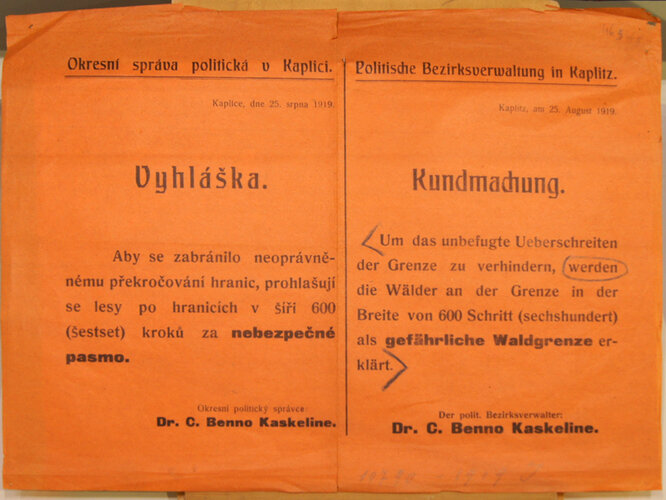 Okresní správa politická v Kaplici.
Kaplice, dne 25. srpna 1919.
Vyhláška.
Aby se zabránilo neoprávně-
nému překročování hranic, prohlašují
se lesy po hranicích v šíři 600
(šestset) kroků za nebezpečné
pasmo.
Okresní politický správce:
Dr. C. Benno Kaskeline.
Politische Bezirksverwaltung in Kaplitz.
Kaplitz, am 25. August 1919.
Kundmachung.
Um das unbefugte Ueberschreiten
der Grenze zu verhindern, werden
die Wälder an der Grenze in der
Breite von 600 Schritt (sechshundert)
als gefährliche Waldgrenze er-
klärt.
Der polit. Bezirksverwalter:
Dr. C. Benno Kaskeline.